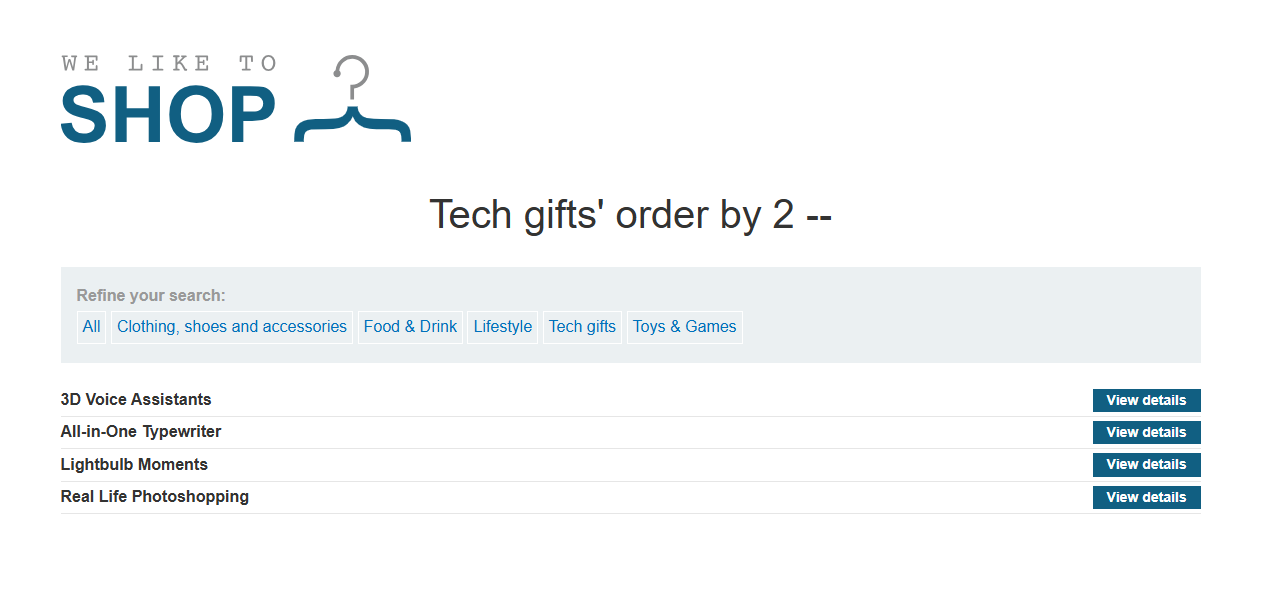 WE LIKE TO
SHOP
Tech gifts' order by 2 --
Refine your search:
All Clothing, shoes and accessories Food & Drink Lifestyle Tech gifts Toys & Games
3D Voice Assistants View details
All-in-One Typewriter View details
Lightbulb Moments View details
Real Life Photoshopping View details